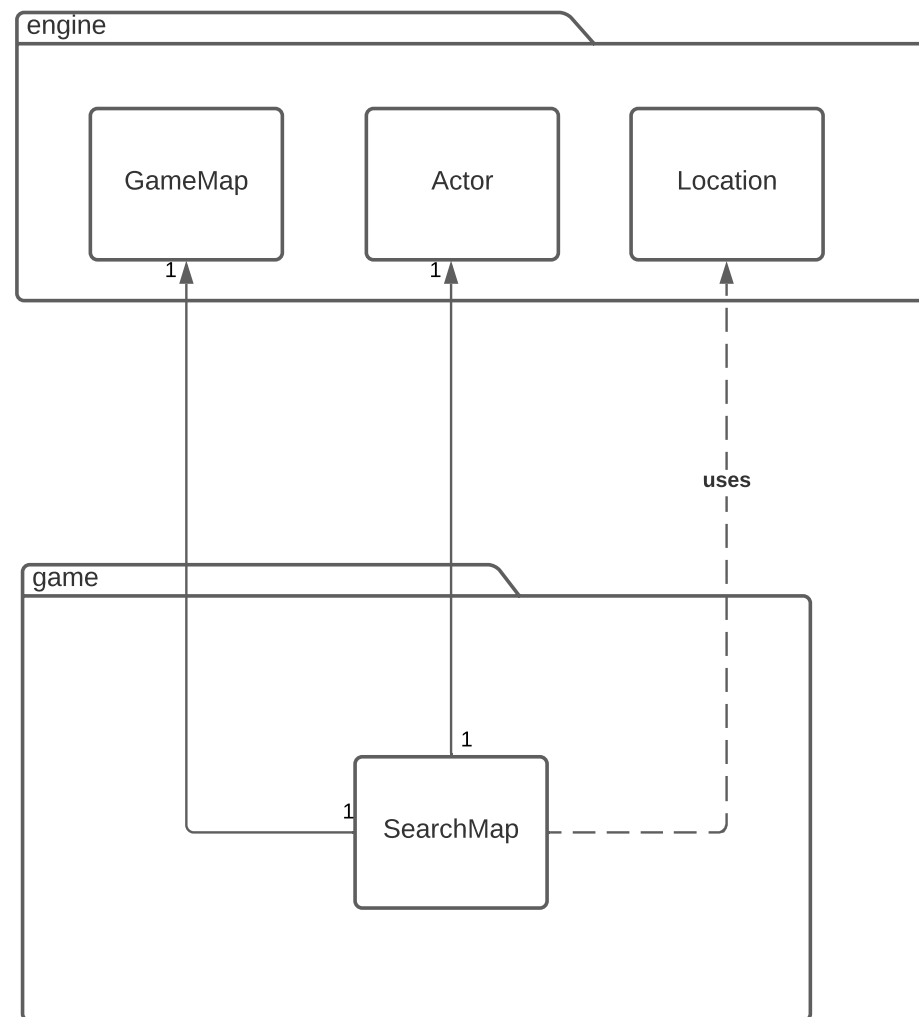 engine
GameMap
Actor
Location
1
1
uses
game
1
1
SearchMap